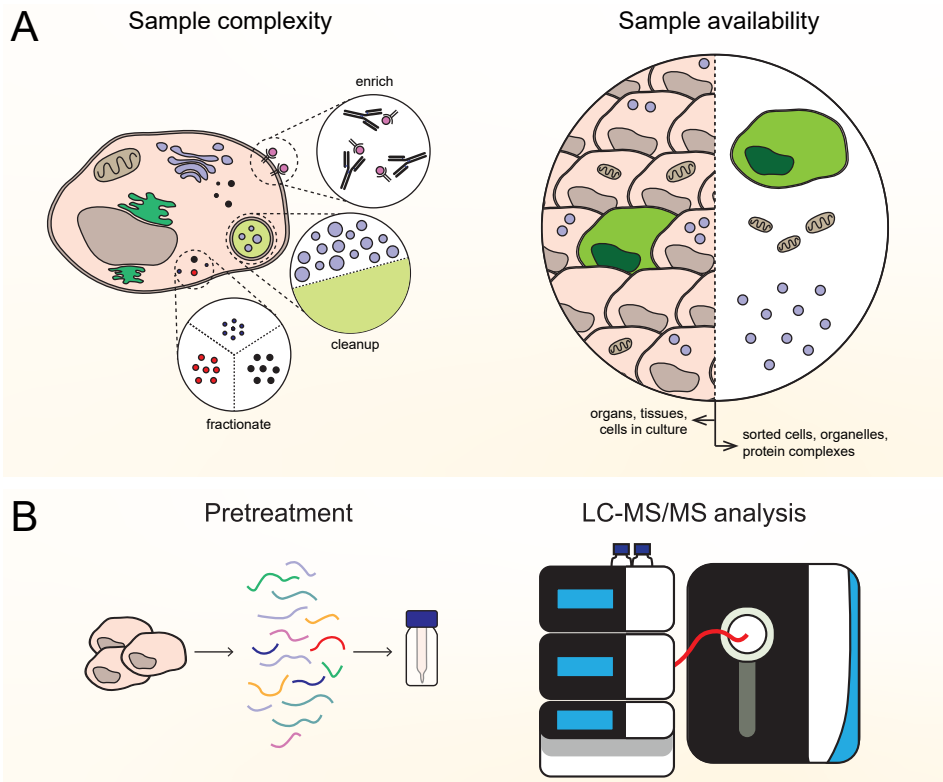 A
Sample complexity
Sample availability
enrich
cleanup
fractionate
organs, tissues,
cells in culture
sorted cells, organelles,
protein complexes
B
Pretreatment
LC-MS/MS analysis